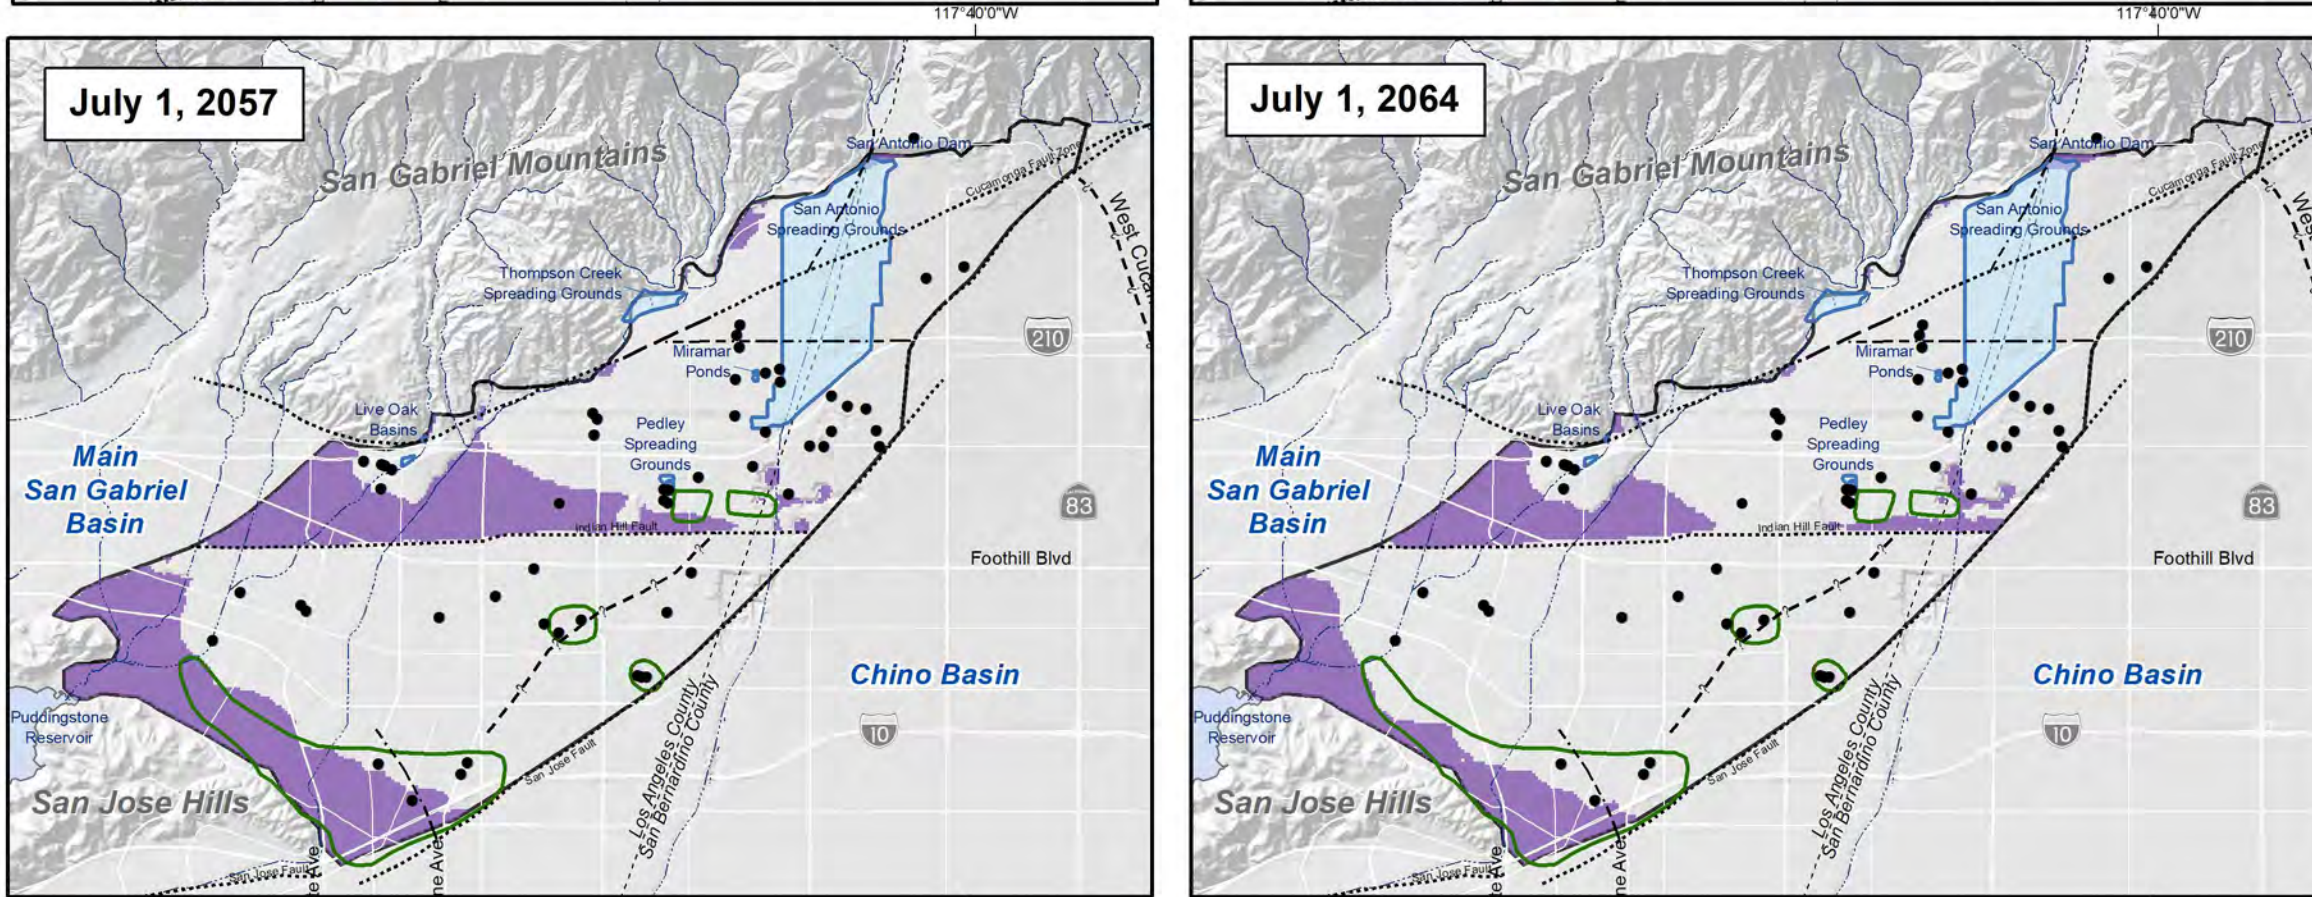 117°40'0"W
117°40'0"W
July 1, 2057
San Gabriel Mountains
San Antonio Dam
Cucamonga Fault Zone
San Antonio
Spreading Grounds
Thompson Creek
Spreading Grounds
210
Miramar
Ponds
Live Oak
Basins
Pedley
Spreading
Grounds
Main
San Gabriel
Basin
83
Indian Hill Fault
Foothill Blvd
?
?
?
Chino Basin
Puddingstone
Reservoir
10
San Jose Fault
Los Angeles County
San Bernardino County
San Jose Hills
San Jose Fault
July 1, 2064
San Gabriel Mountains
San Antonio Dam
Cucamonga Fault Zone
San Antonio
Spreading Grounds
Thompson Creek
Spreading Grounds
210
Miramar
Ponds
Live Oak
Basins
Pedley
Spreading
Grounds
Main
San Gabriel
Basin
83
Indian Hill Fault
Foothill Blvd
?
?
?
Chino Basin
Puddingstone
Reservoir
10
San Jose Fault
Los Angeles County
San Bernardino County
San Jose Hills
San Jose Fault